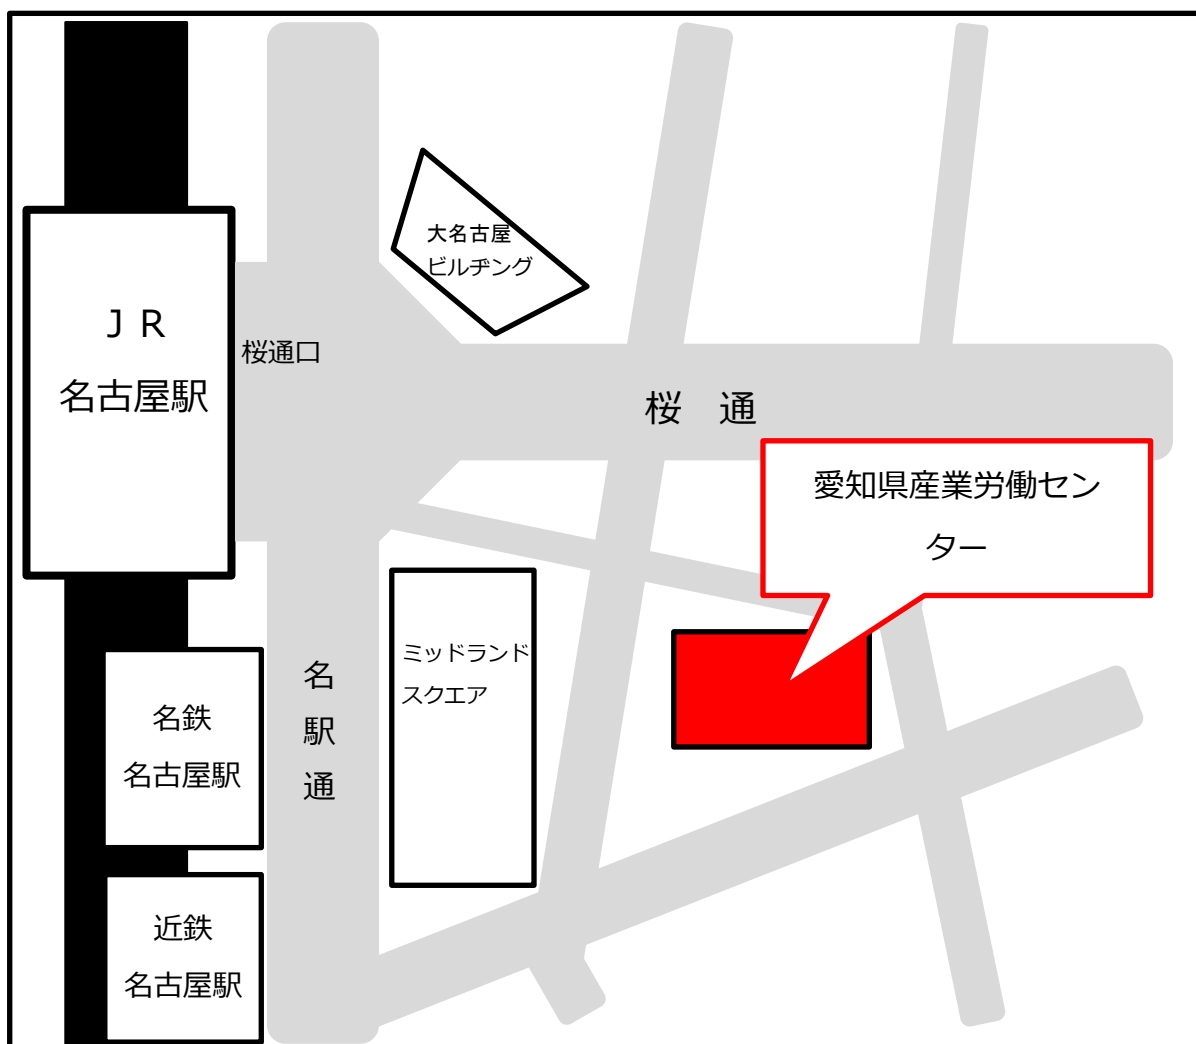 大名古屋
ビルヂング
ＪＲ
名古屋駅
桜通口
桜　通
愛知県産業労働セン
ター
ミッドランド
スクエア
名
駅
通
名鉄
名古屋駅
近鉄
名古屋駅